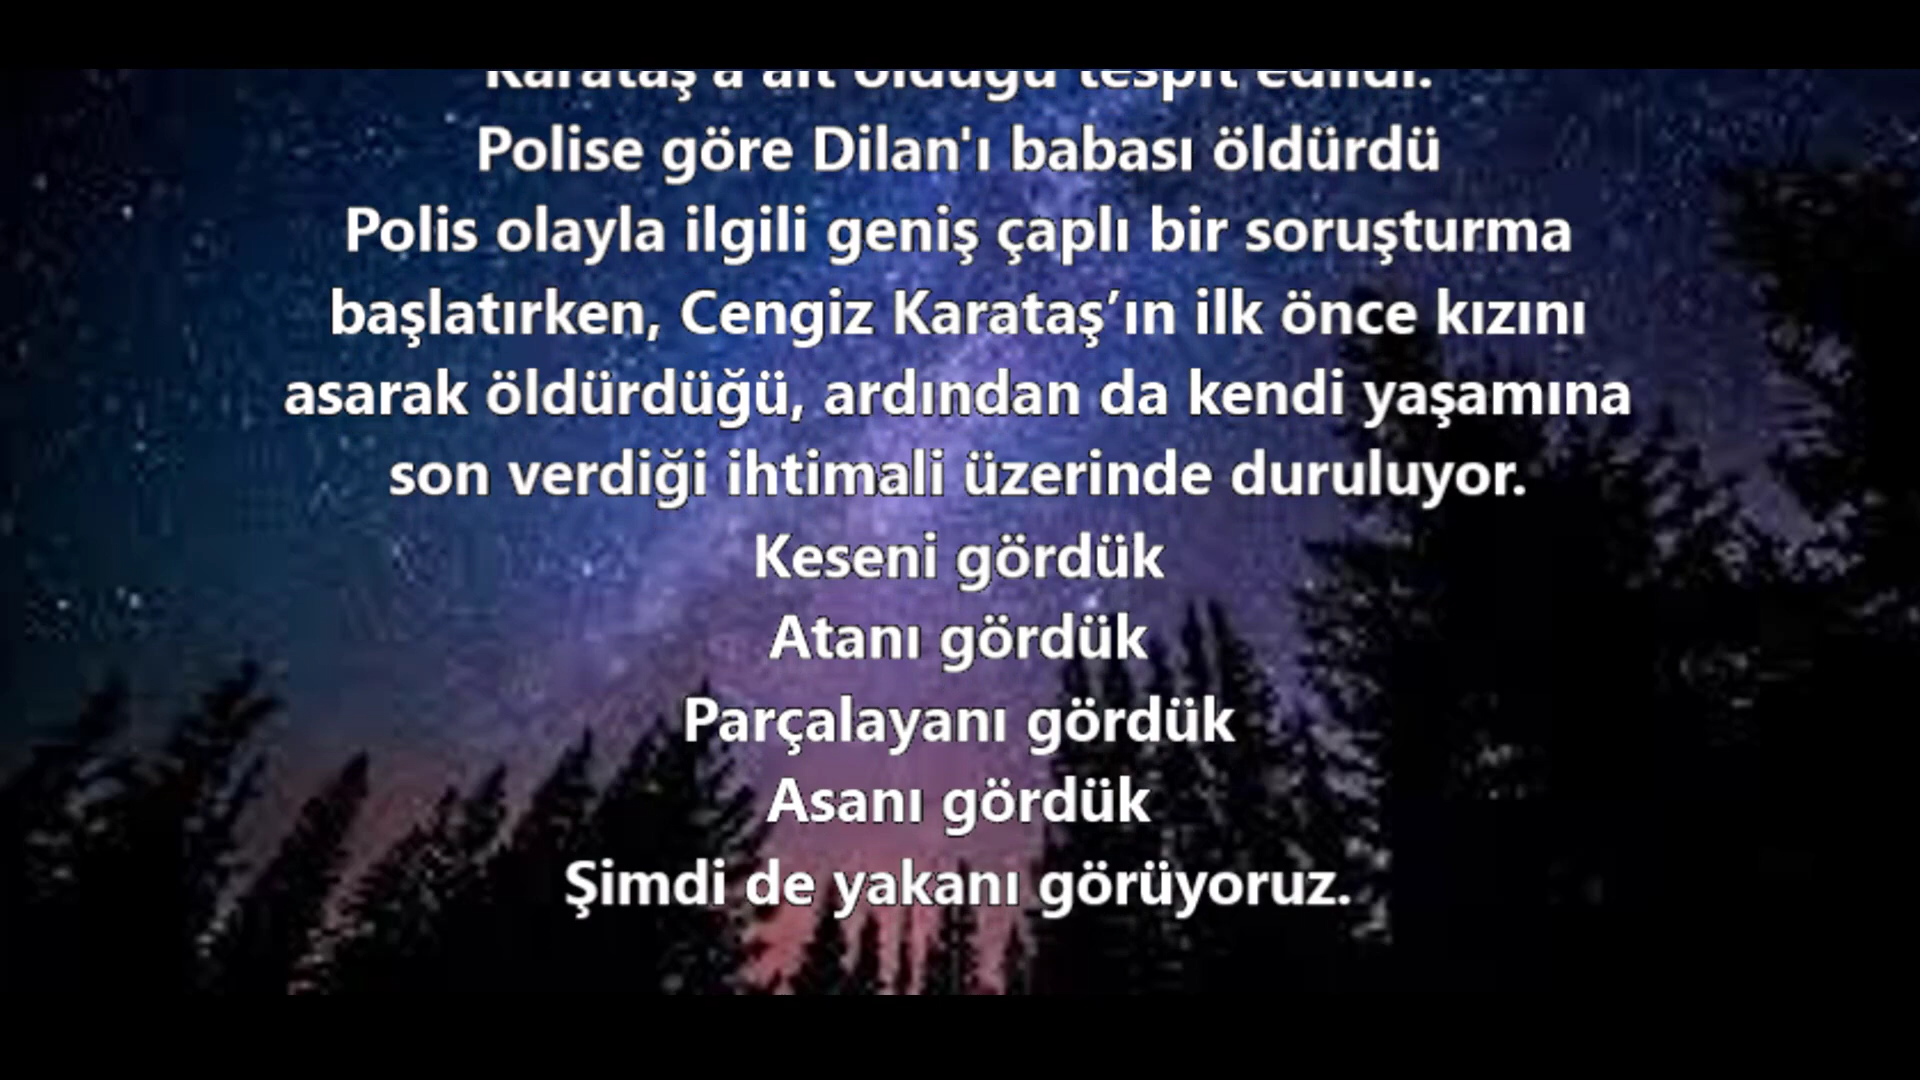 Karataş'a ait olduğu tespit edildi.
Polise göre Dilan'ı babası öldürdü
Polis olayla ilgili geniş çaplı bir soruşturma
başlatırken, Cengiz Karataş’ın ilk önce kızını
asarak öldürdüğü, ardından da kendi yaşamına
son verdiği ihtimali üzerinde duruluyor.
Keseni gördük
Atanı gördük
Parçalayanı gördük
Asanı gördük
Şimdi de yakanı görüyoruz.